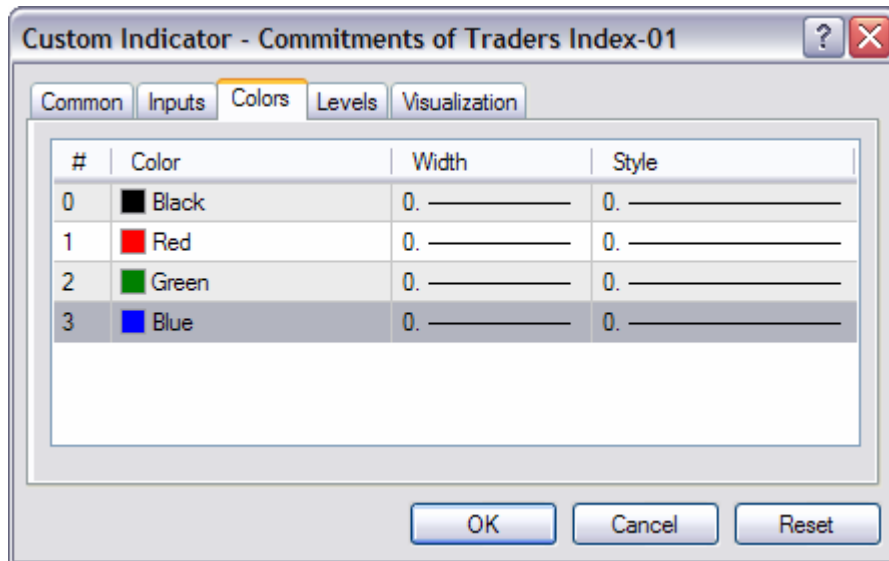 Custom Indicator - Commitments of Traders Index-01 ?
Common Inputs Colors Levels Visualization
# Color Width Style
0 Black 0. 0.
1 Red 0. 0.
2 Green 0. 0.
3 Blue 0. 0.
OK Cancel Reset